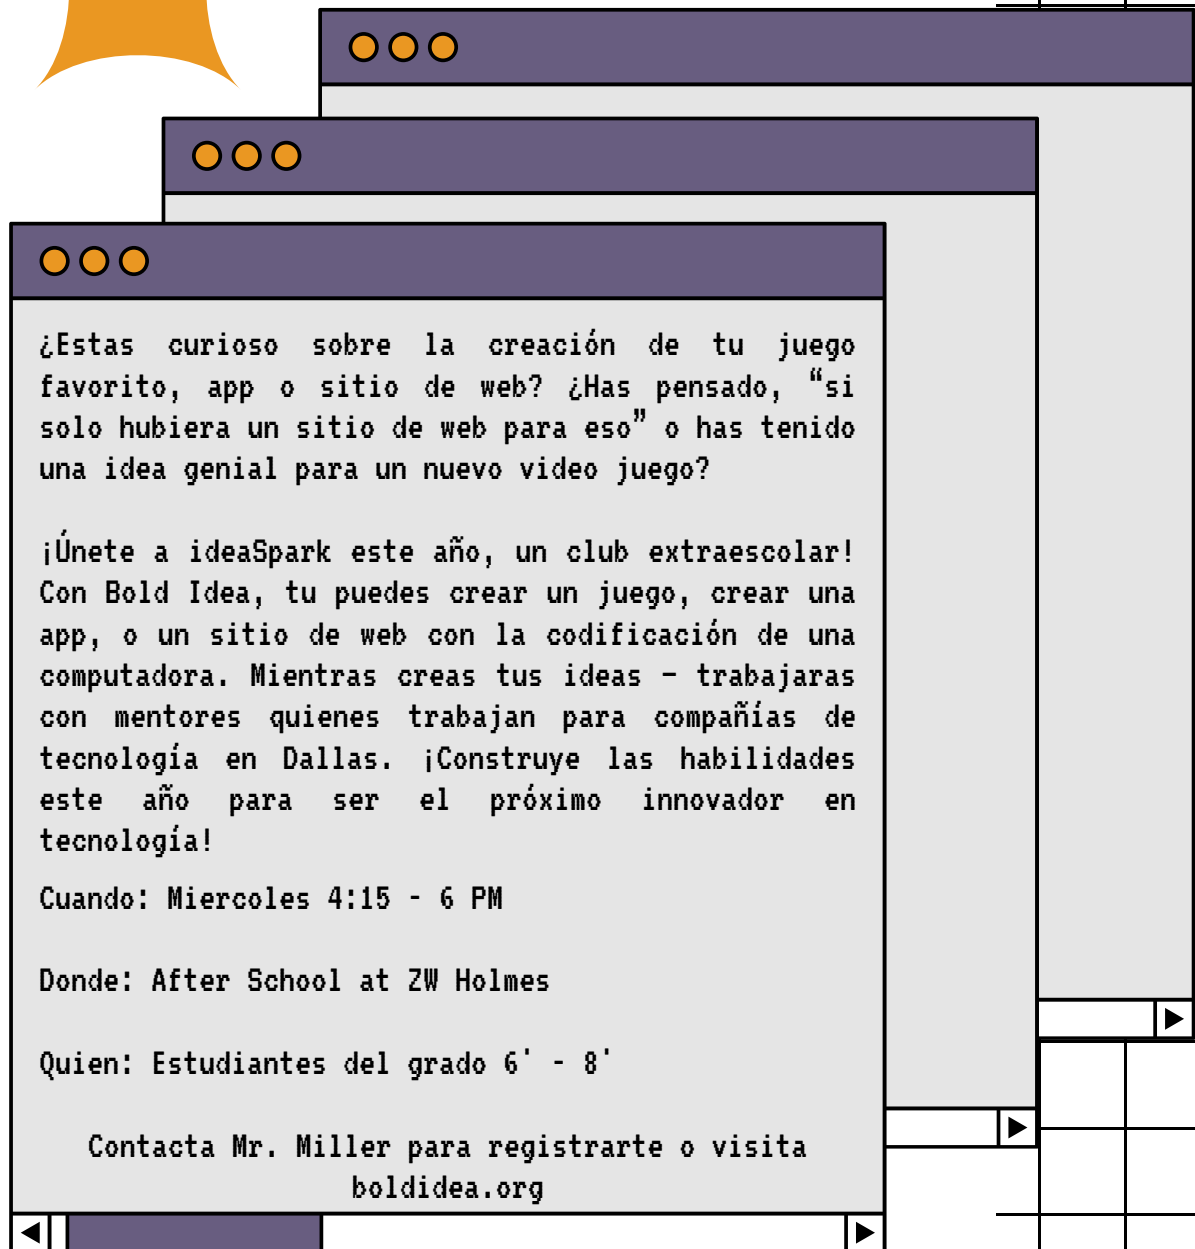 ¿Estas curioso sobre la creación de tu juego
favorito, app o sitio de web? ¿Has pensado, “si
solo hubiera un sitio de web para eso” o has tenido
una idea genial para un nuevo video juego?
¡Únete a ideaSpark este año, un club extraescolar!
Con Bold Idea, tu puedes crear un juego, crear una
app, o un sitio de web con la codificación de una
computadora. Mientras creas tus ideas – trabajaras
con mentores quienes trabajan para compañías de
tecnología en Dallas. ¡Construye las habilidades
este año para ser el próximo innovador en
tecnología!
Cuando: Miercoles 4:15 - 6 PM
Donde: After School at ZW Holmes
Quien: Estudiantes del grado 6' - 8'
Contacta Mr. Miller para registrarte o visita
boldidea.org